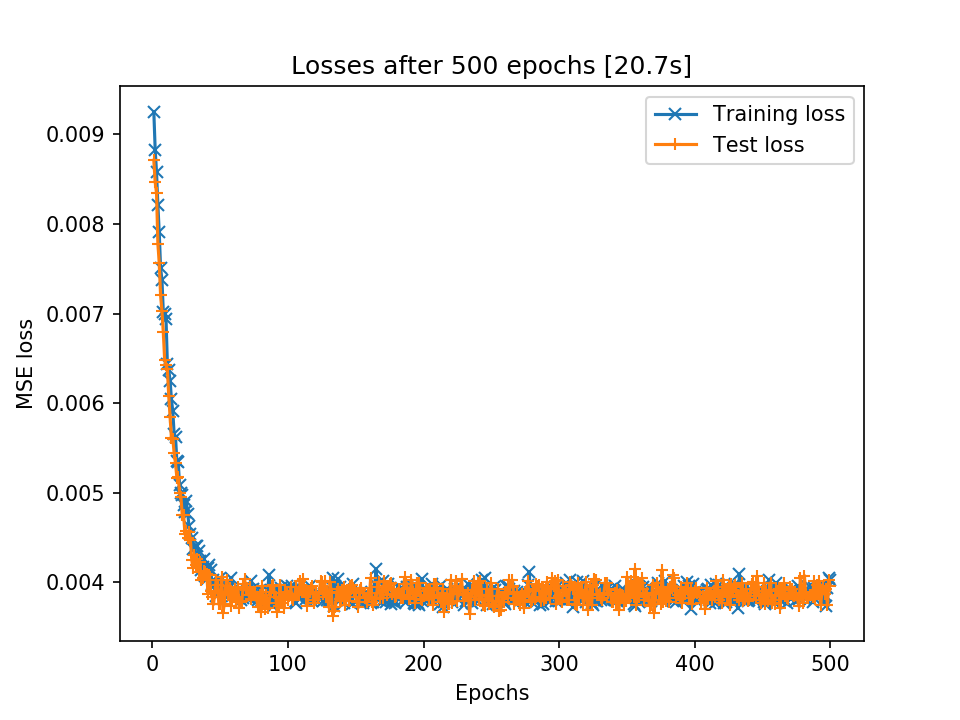 Losses after 500 epochs [20.7s]
Training loss
Test loss
0.009
0.008
0.007
0.006
0.005
0.004
MSE loss
0 100 200 300 400 500
Epochs